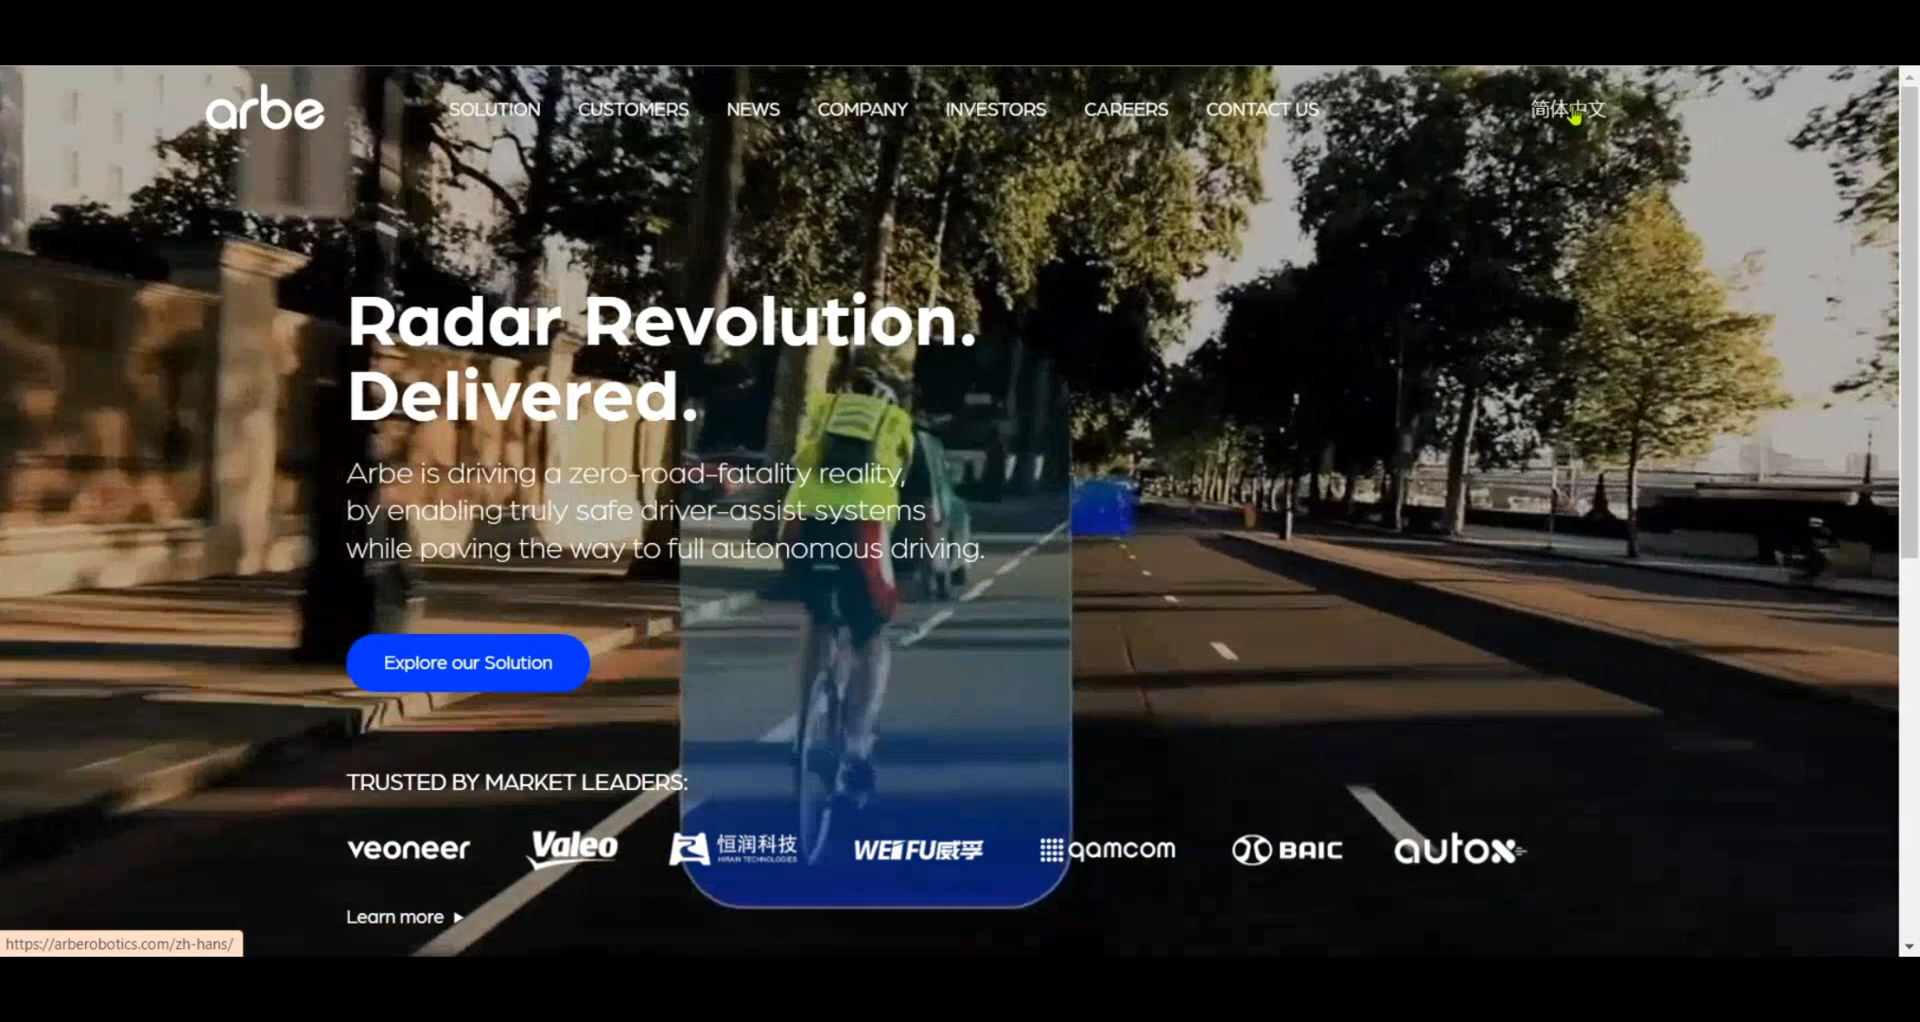 arbe
SOLUTION
CUSTOMERS
NEWS
COMPANY
INVESTORS
CAREERS
CONTACT US
简体中文
Radar Revolution.
Delivered.
Arbe is driving a zero-road-fatality reality,
by enabling truly safe driver-assist systems
while paving the way to full autonomous driving.
Explore our Solution
TRUSTED BY MARKET LEADERS:
veoneer
Valeo
恒润科技
HIRAIN TECHNOLOGIES
WEIFU威孚
qamcom
BAIC
autox
Learn more
https://arberobotics.com/zh-hans/